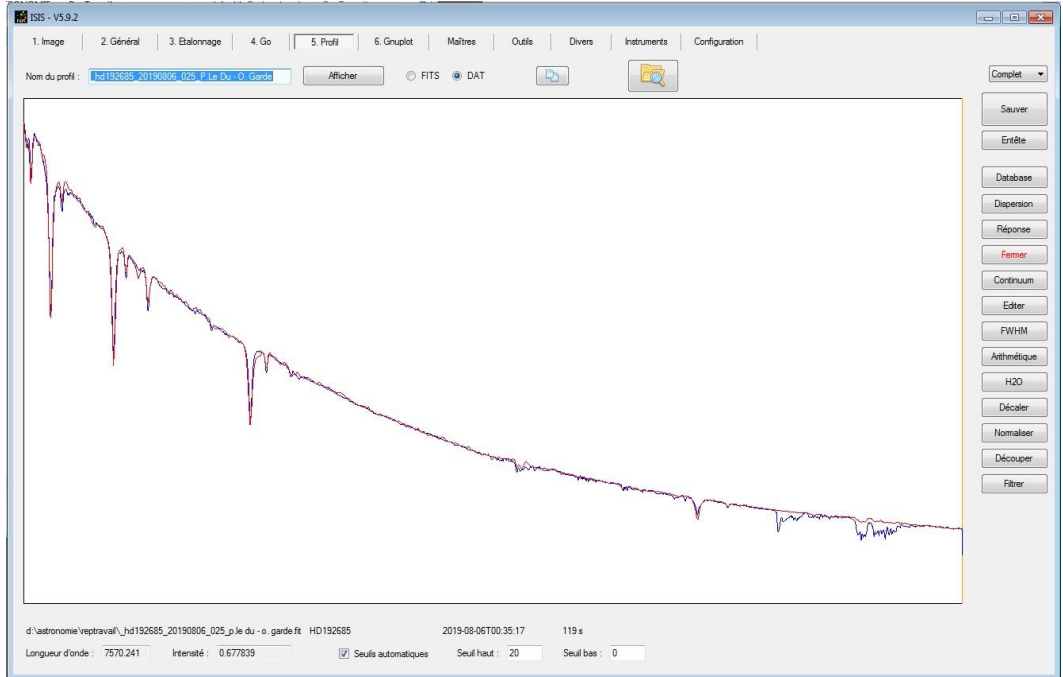 ISIS - V5.9.2
1. Image 2. Général 3. Etalonnage 4. Go 5. Profil 6. Gnuplot Maîtres Outils Divers Instruments Configuration
Nom du profil : _hd192685_20190806_025_P.Le Du - O. Garde Afficher FITS DAT Complet
Sauver
Entête
Database
Dispersion
Réponse
Fermer
Continuum
Editer
FWHM
Arithmétique
H2O
Décaler
Normaliser
Découper
Filtrer
d:\astronomie\reptravail\_hd192685_20190806_025_p.le du - o. garde.fit HD192685 2019-08-06T00:35:17 119 s
Longueur d'onde : 7570.241 Intensité : 0.677839 Seuils automatiques Seuil haut : 20 Seuil bas : 0